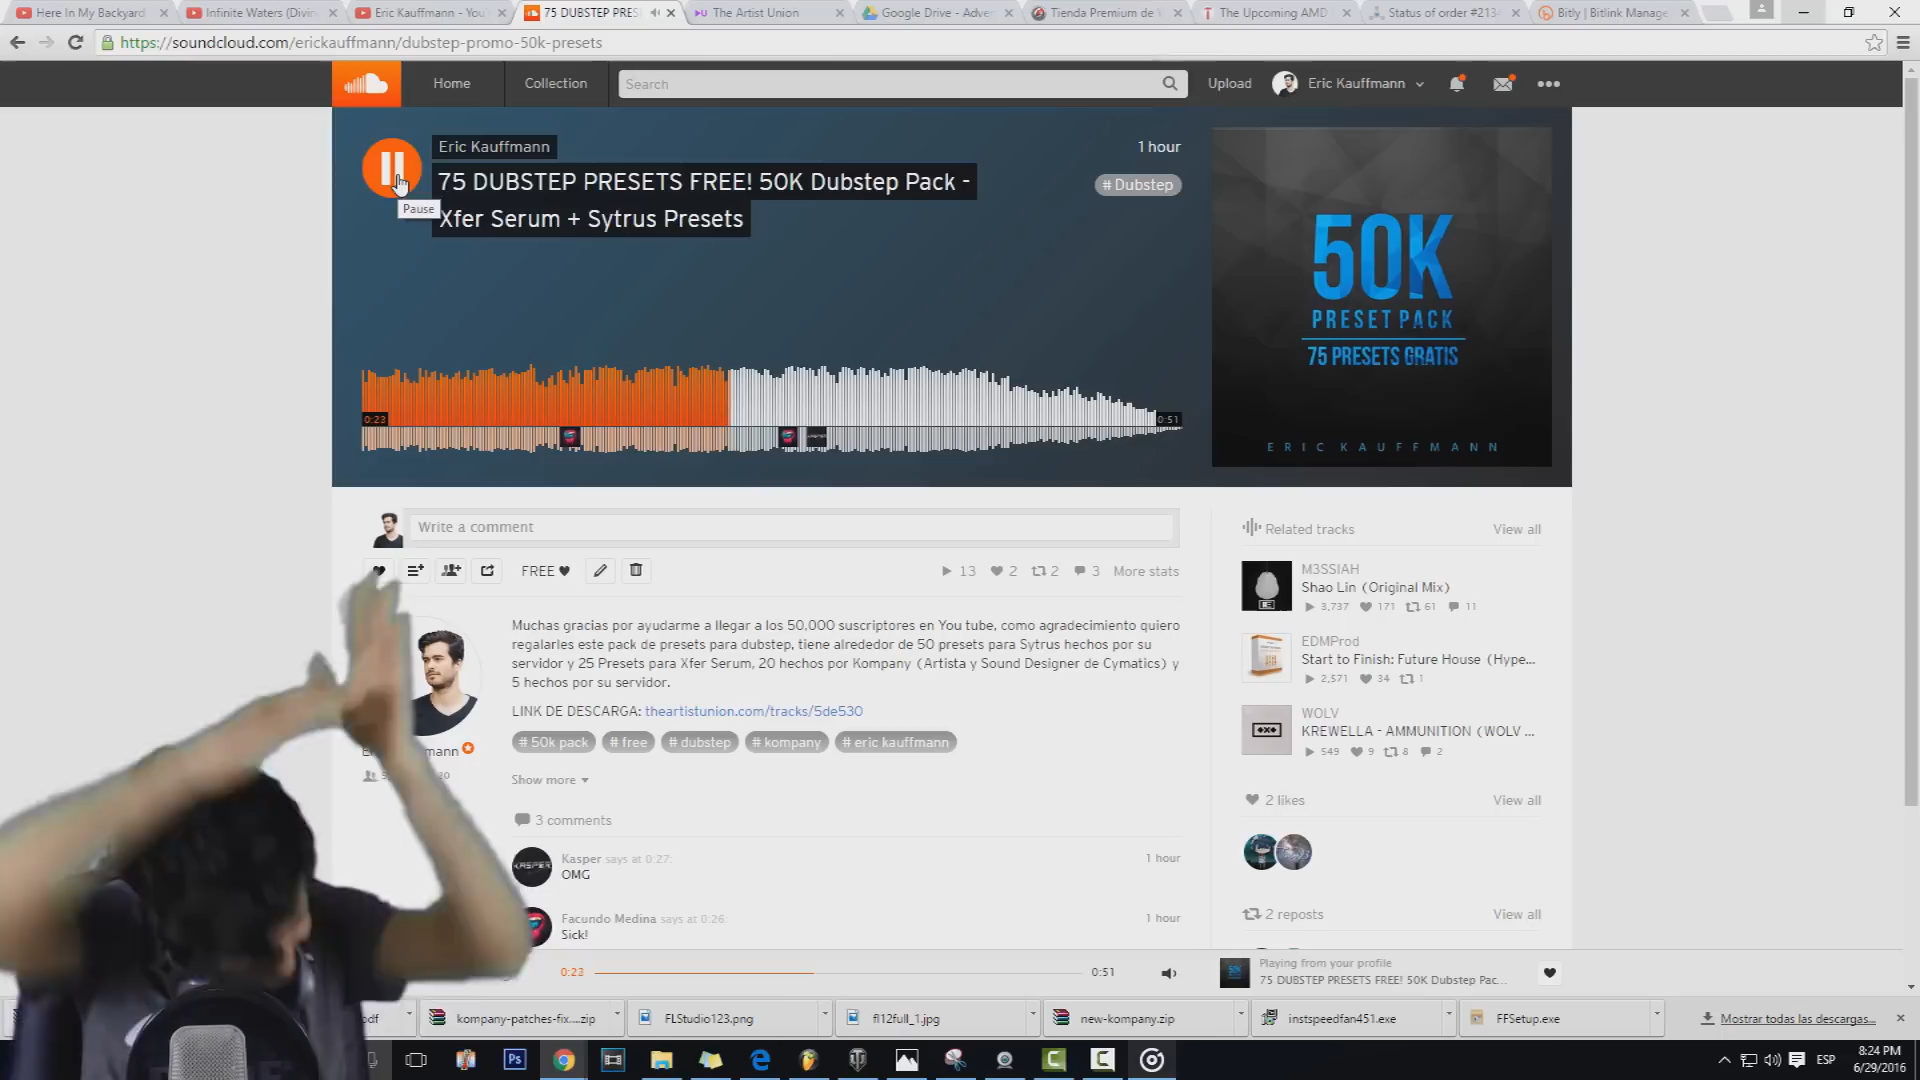 Here In My Backyard
Infinite Waters (Divin
Eric Kauffmann - You
75 DUBSTEP PRES
The Artist Union
Google Drive - Adve
Tienda Premium de
The Upcoming AMD
Status of order #213
Bitly | Bitlink Manage
https://soundcloud.com/erickauffmann/dubstep-promo-50k-presets
Home
Collection
Search
Upload
Eric Kauffmann
Eric Kauffmann
1 hour
75 DUBSTEP PRESETS FREE! 50K Dubstep Pack -
Xfer Serum + Sytrus Presets
# Dubstep
Pause
50K
PRESET PACK
75 PRESETS GRATIS
ERIC KAUFFMANN
0:23
0:51
Write a comment
FREE
13
2
2
3
More stats
Muchas gracias por ayudarme a llegar a los 50,000 suscriptores en You tube, como agradecimiento quiero
regalarles este pack de presets para dubstep, tiene alrededor de 50 presets para Sytrus hechos por su
servidor y 25 Presets para Xfer Serum, 20 hechos por Kompany (Artista y Sound Designer de Cymatics) y
5 hechos por su servidor.
LINK DE DESCARGA: theartistunion.com/tracks/5de530
# 50k pack
# free
# dubstep
# kompany
# eric kauffmann
Show more
3 comments
Kasper says at 0:27:
1 hour
OMG
Facundo Medina says at 0:26:
1 hour
Sick!
Related tracks
View all
M3SSIAH
Shao Lin (Original Mix)
3,737
171
61
11
EDMProd
Start to Finish: Future House (Hype...
2,571
34
1
WOLV
KREWELLA - AMMUNITION (WOLV ...
549
9
8
2
2 likes
View all
2 reposts
View all
0:23
0:51
Playing from your profile
75 DUBSTEP PRESETS FREE! 50K Dubstep Pac...
kompany-patches-fix....zip
FLStudio123.png
fl12full_1.jpg
new-kompany.zip
instspeedfan451.exe
FFSetup.exe
Mostrar todas las descargas...
ESP
8:24 PM
6/29/2016